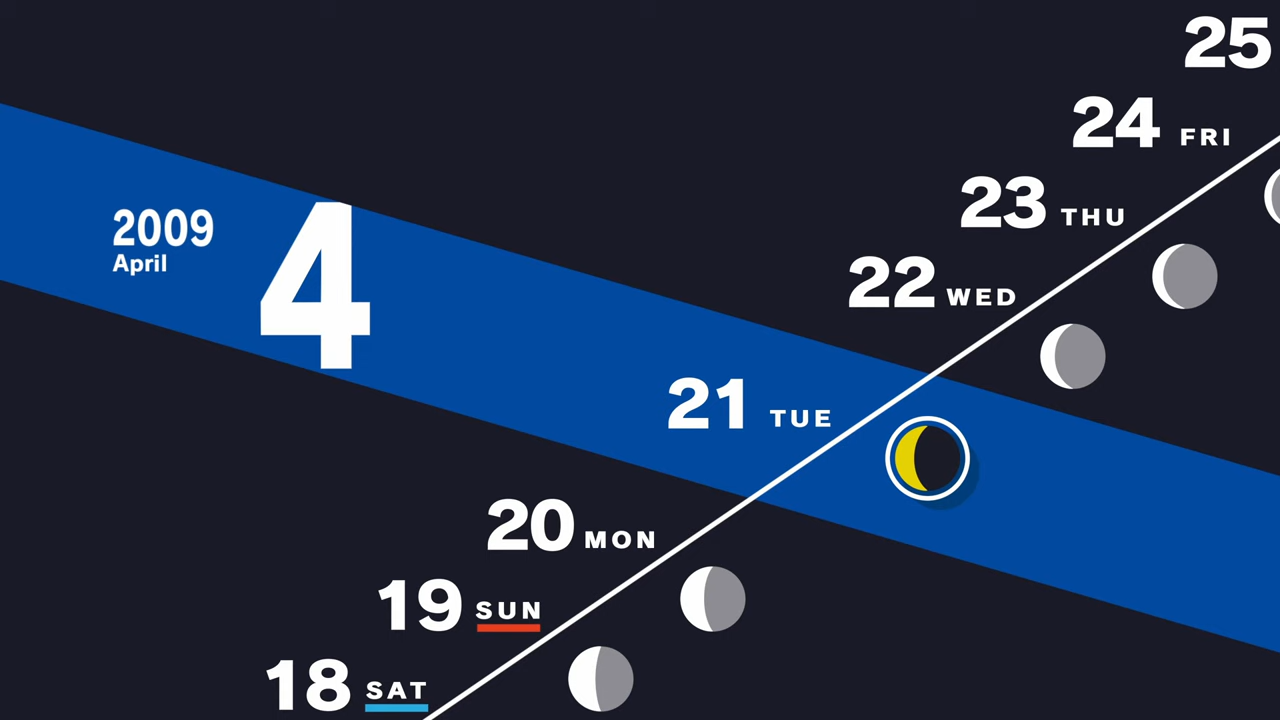 25
24 FRI
23 THU
2009
April
4
22 WED
21 TUE
20 MON
19 SUN
18 SAT